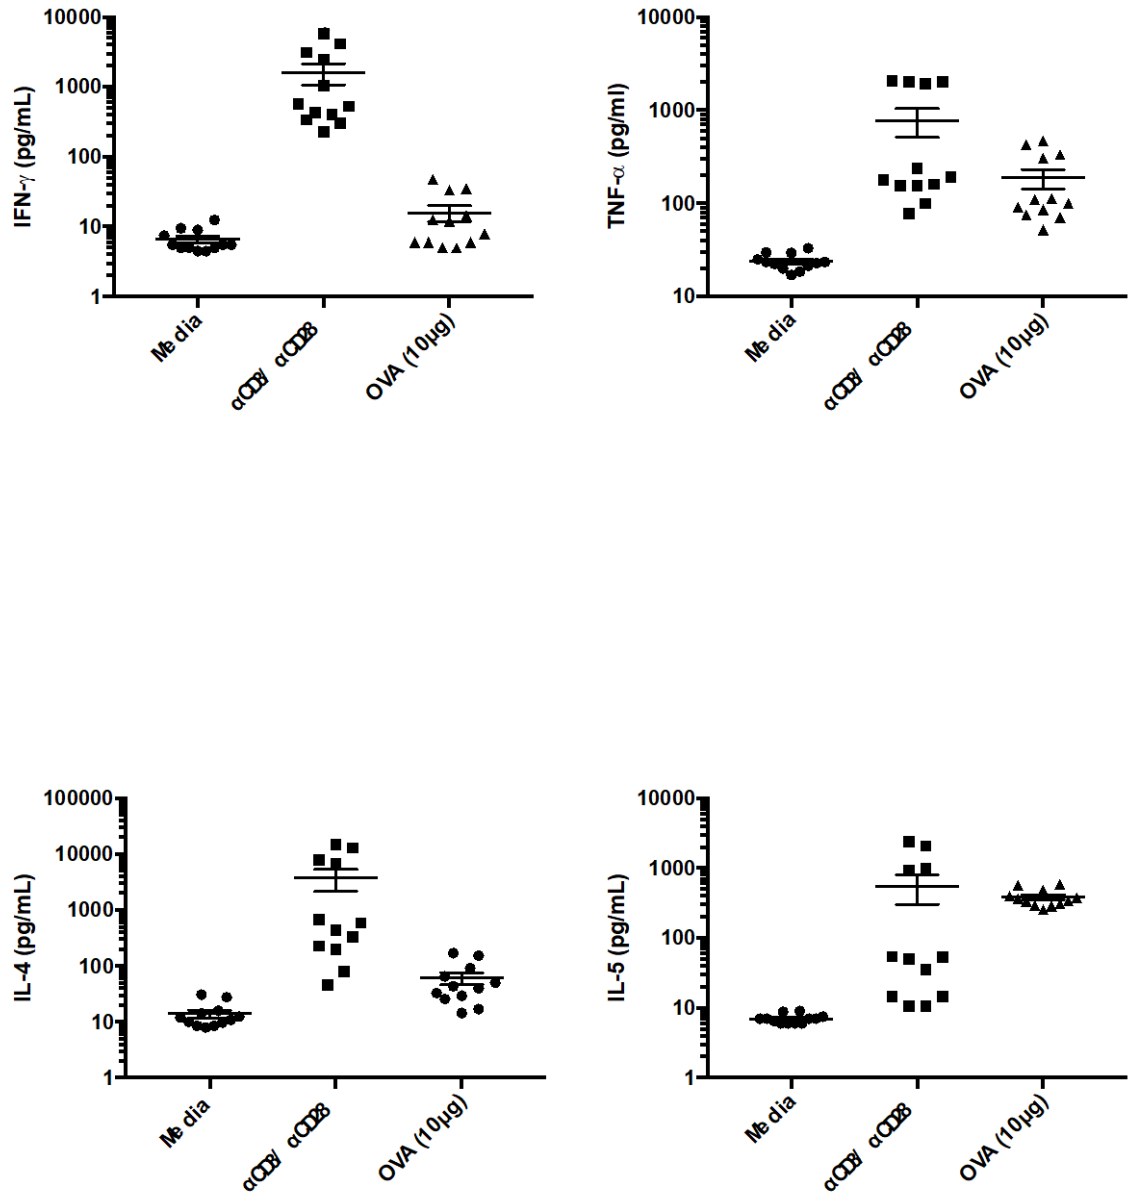 10000
1000
100
10
1
IFN-γ (pg/mL)
Media
αCD3/ αCD28
OVA (10µg)
10000
1000
100
10
TNF-α (pg/ml)
Media
αCD3/ αCD28
OVA (10µg)
100000
10000
1000
100
10
1
IL-4 (pg/mL)
Media
αCD3/ αCD28
OVA (10µg)
10000
1000
100
10
1
IL-5 (pg/mL)
Media
αCD3/ αCD28
OVA (10µg)